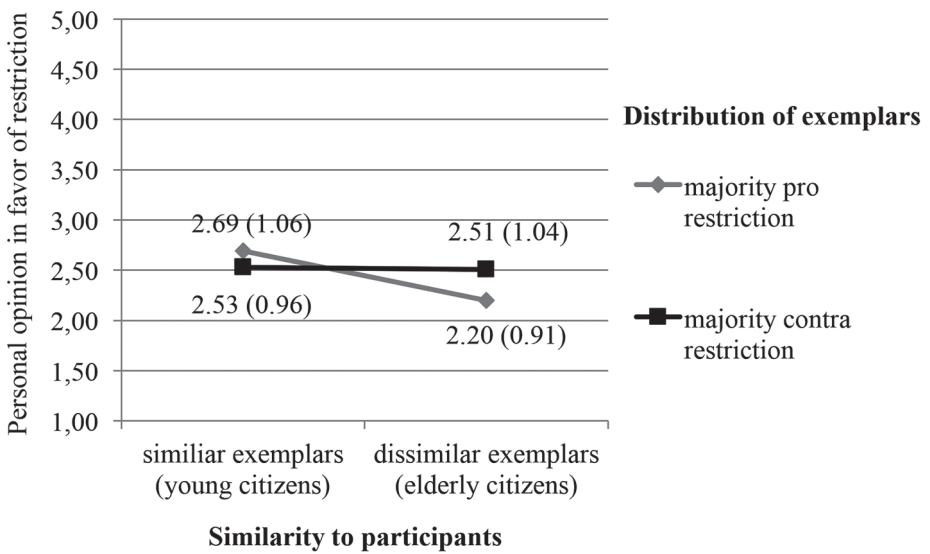 Personal opinion in favor of restriction
5,00
4,50
4,00
3,50
3,00
2,50
2,00
1,50
1,00
2.69 (1.06)
2.51 (1.04)
2.53 (0.96)
2.20 (0.91)
similiar exemplars
(young citizens)
dissimilar exemplars
(elderly citizens)
Similarity to participants
Distribution of exemplars
majority pro
restriction
majority contra
restriction